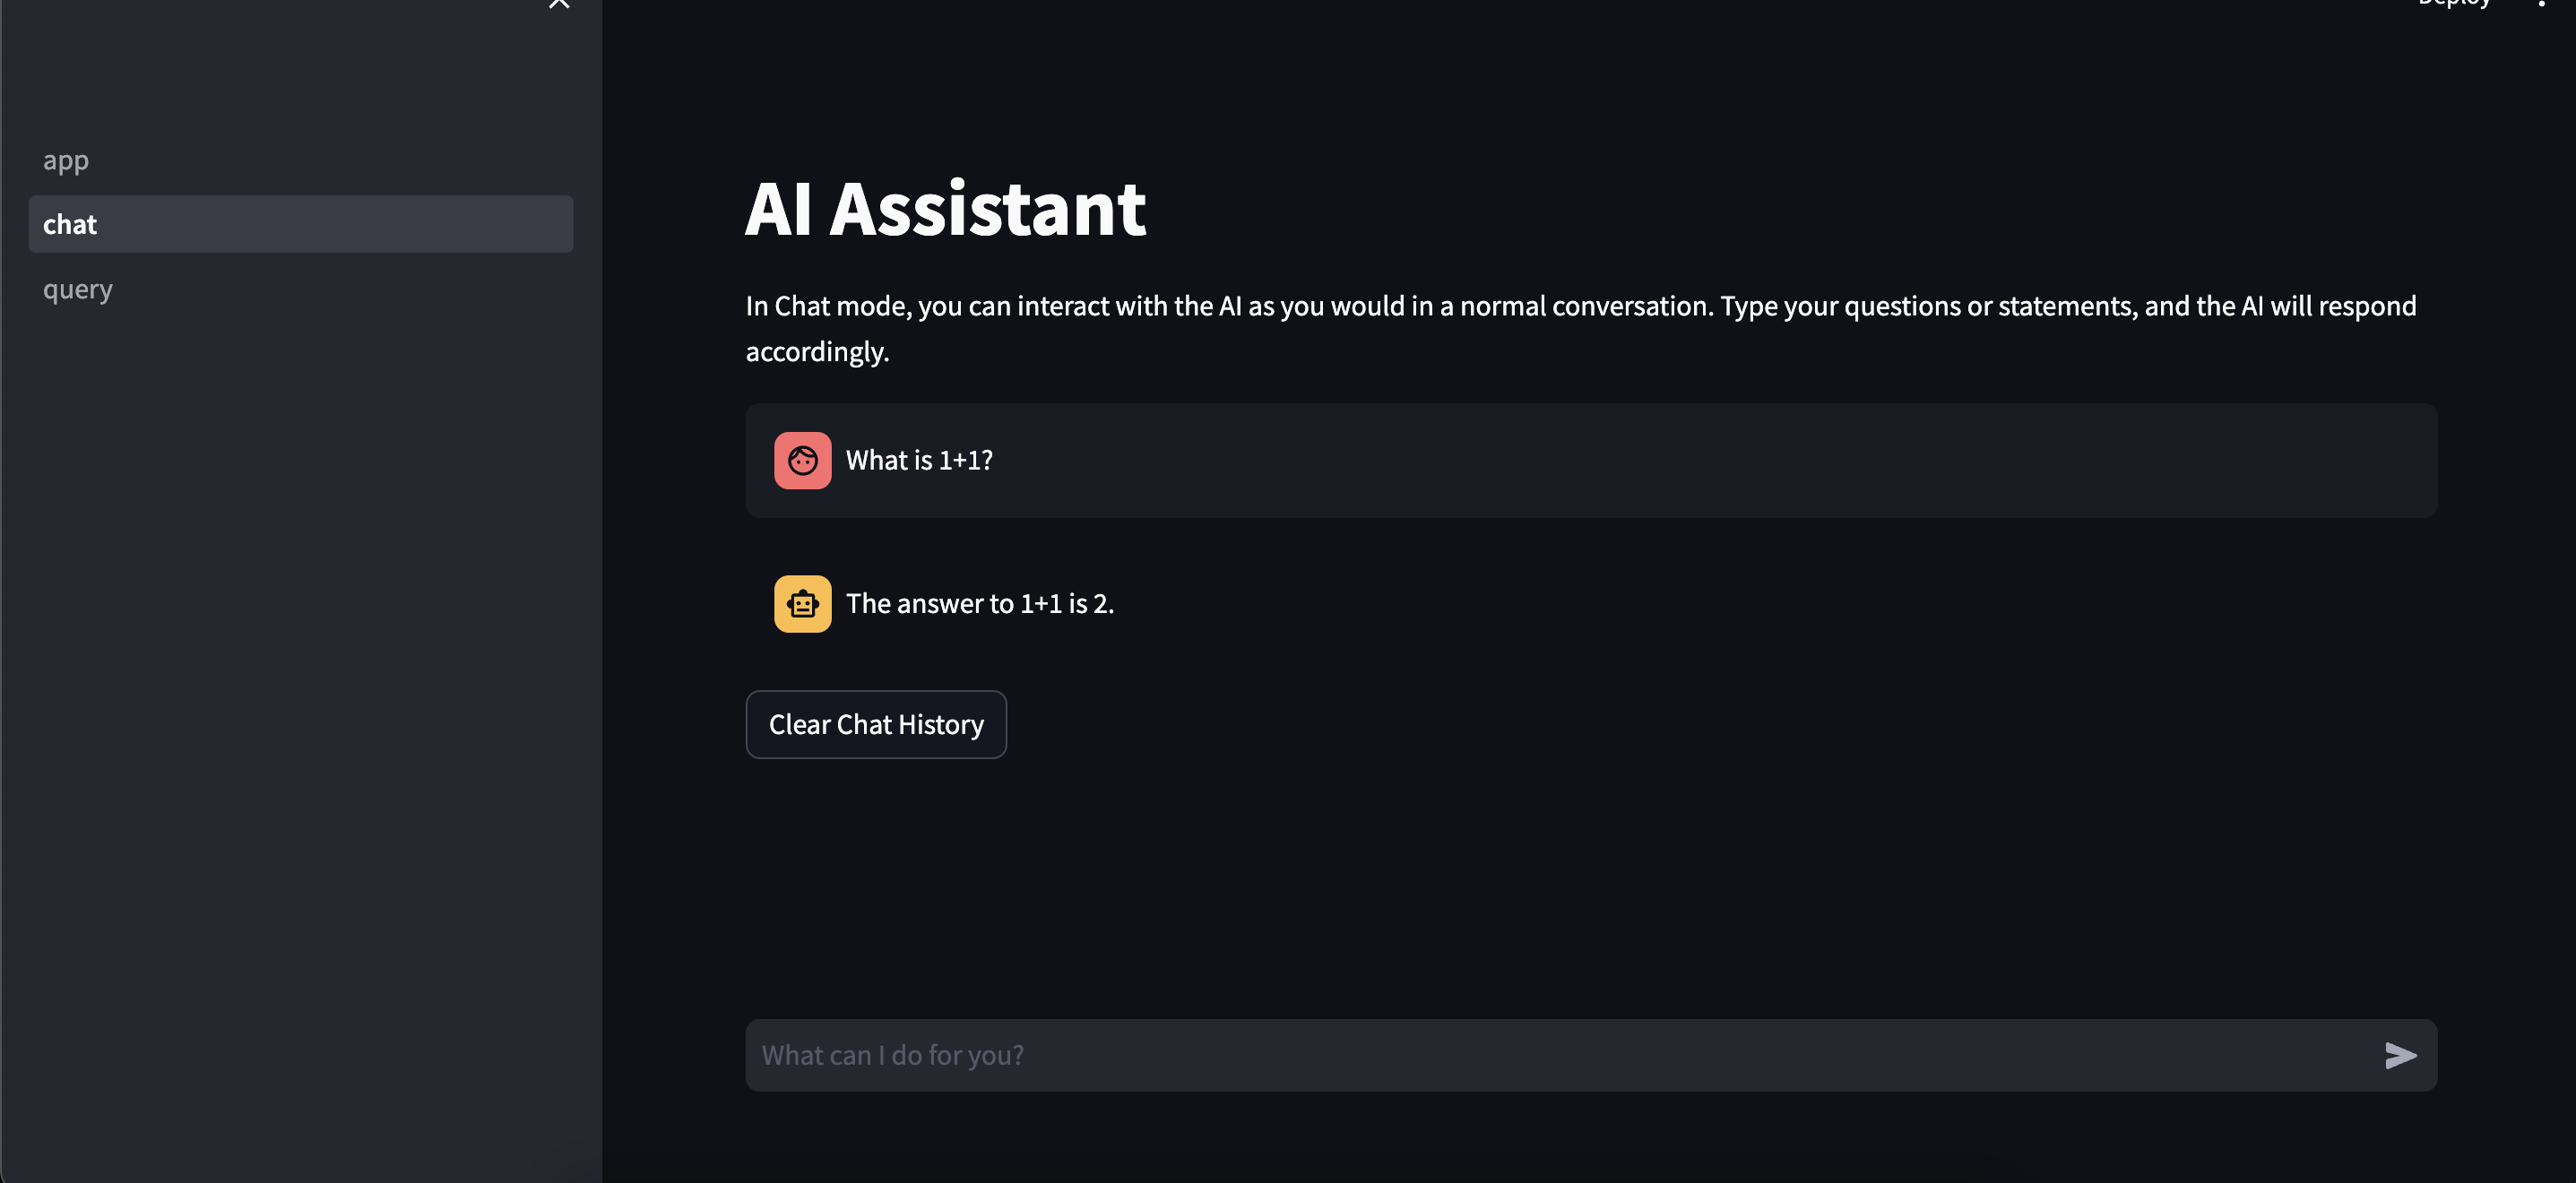 Deploy
app
chat
query
AI Assistant
In Chat mode, you can interact with the AI as you would in a normal conversation. Type your questions or statements, and the AI will respond
accordingly.
What is 1+1?
The answer to 1+1 is 2.
Clear Chat History
What can I do for you?